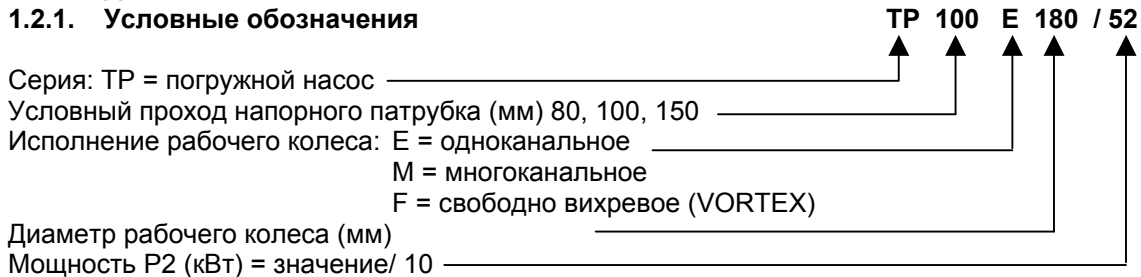 1.2.1. Условные обозначения TP 100 E 180 / 52
Серия: TP = погружной насос
Условный проход напорного патрубка (мм) 80, 100, 150
Исполнение рабочего колеса: E = одноканальное
M = многоканальное
F = свободно вихревое (VORTEX)
Диаметр рабочего колеса (мм)
Мощность P2 (кВт) = значение/ 10